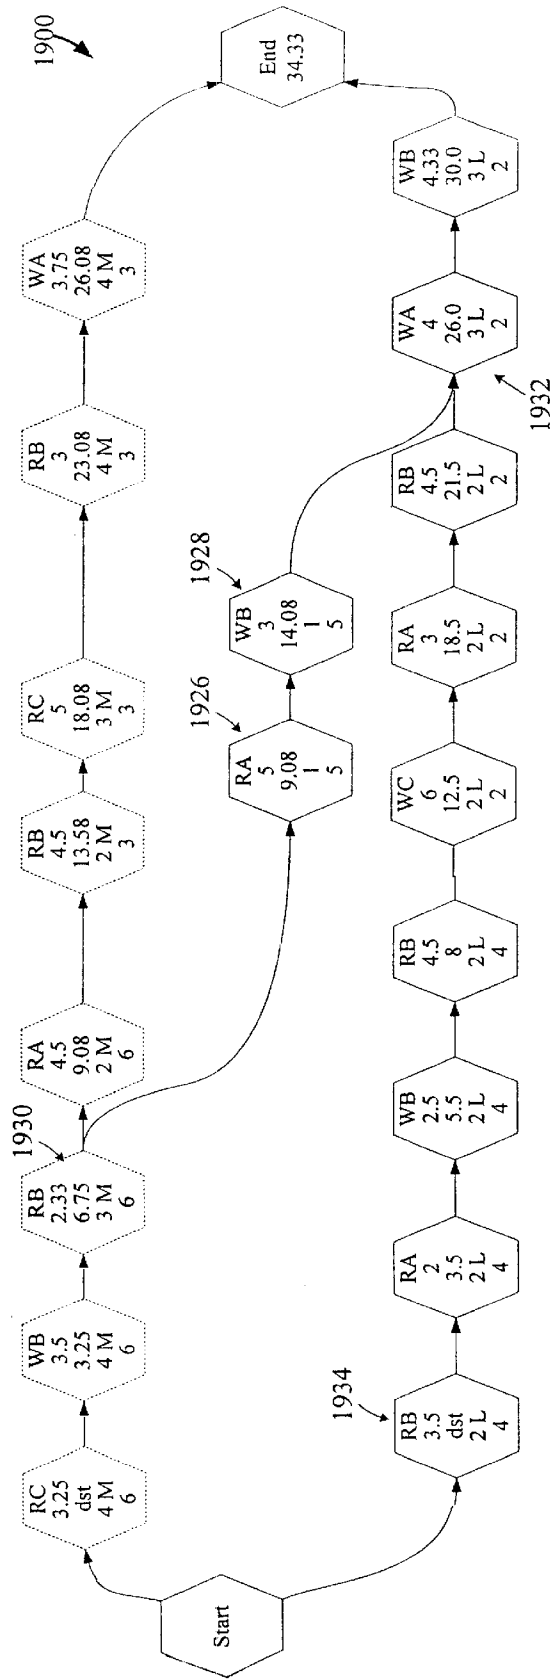 1900
Start
RC
3.25
dst
4 M
6
WB
3.5
3.25
4 M
6
1930
RB
2.33
6.75
3 M
6
RA
4.5
9.08
2 M
6
RB
4.5
13.58
2 M
3
RC
5
18.08
3 M
3
RB
3
23.08
4 M
3
WA
3.75
26.08
4 M
3
End
34.33
1926
RA
5
9.08
1
5
1928
WB
3
14.08
1
5
1934
RB
3.5
dst
2 L
4
RA
2
3.5
2 L
4
WB
2.5
5.5
2 L
4
RB
4.5
8
2 L
4
WC
6
12.5
2 L
2
RA
3
18.5
2 L
2
RB
4.5
21.5
2 L
2
1932
WA
4
26.0
3 L
2
WB
4.33
30.0
3 L
2